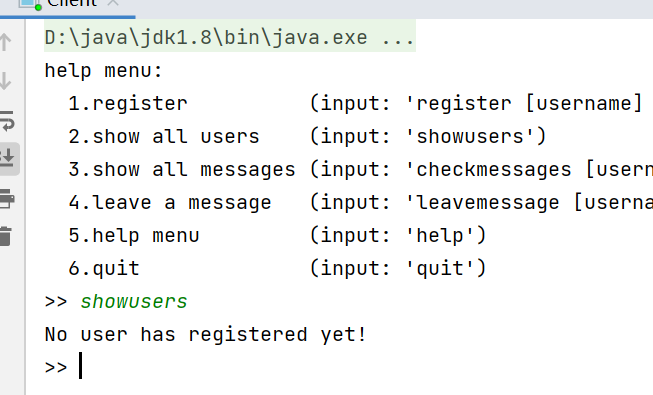 Client
D:\java\jdk1.8\bin\java.exe ...
help menu:
1.register (input: 'register [username]
2.show all users (input: 'showusers')
3.show all messages (input: 'checkmessages [usern
4.leave a message (input: 'leavemessage [userna
5.help menu (input: 'help')
6.quit (input: 'quit')
>> showusers
No user has registered yet!
>>